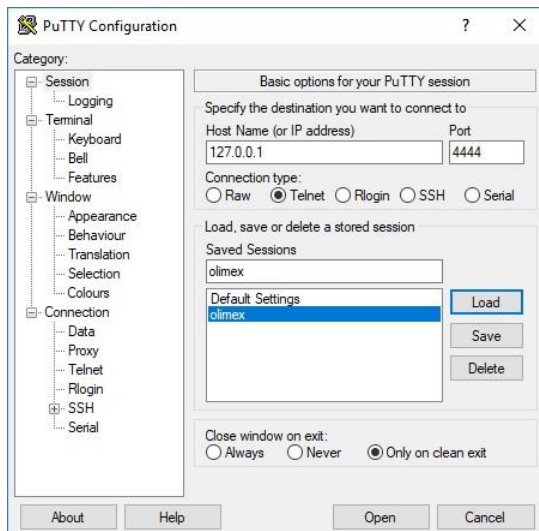 PuTTY Configuration ? ×
Category:
Session
Logging
Terminal
Keyboard
Bell
Features
Window
Appearance
Behaviour
Translation
Selection
Colours
Connection
Data
Proxy
Telnet
Rlogin
SSH
Serial
Basic options for your PuTTY session
Specify the destination you want to connect to
Host Name (or IP address) Port
127.0.0.1 4444
Connection type:
Raw Telnet Rlogin SSH Serial
Load, save or delete a stored session
Saved Sessions
olimex
Default Settings
olimex
Load
Save
Delete
Close window on exit:
Always Never Only on clean exit
About Help Open Cancel